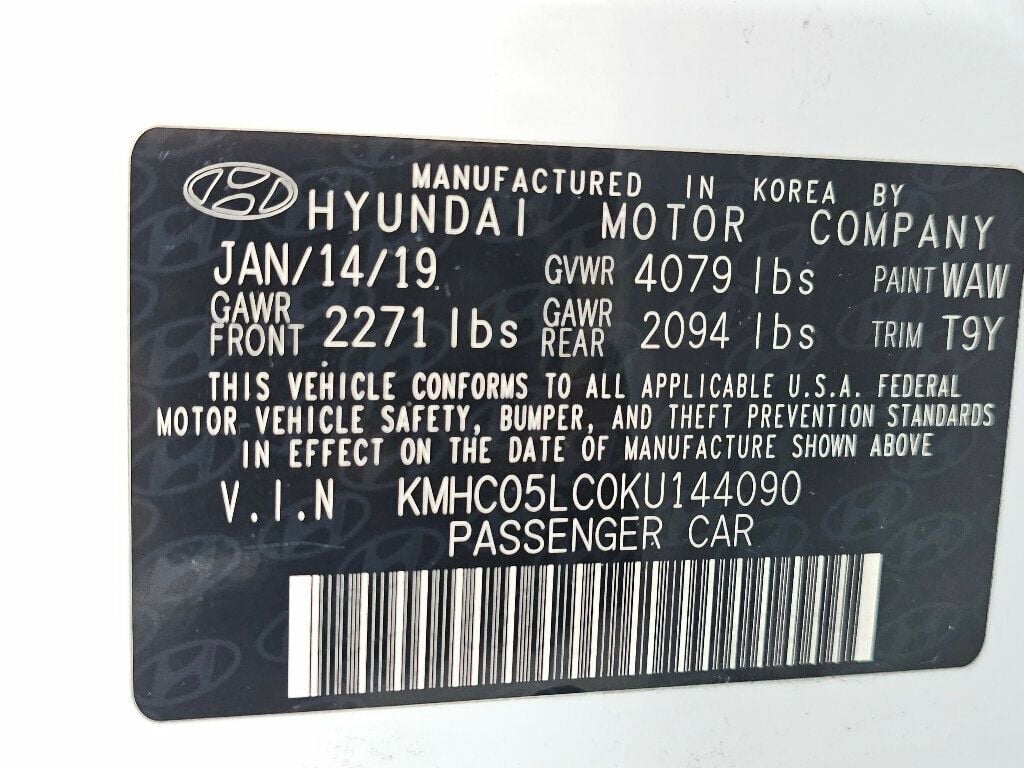 MANUFACTURED IN KOREA BY
HYUNDAI MOTOR COMPANY
JAN/14/19 GVWR 4079 lbs PAINT WAW
GAWR FRONT 2271 lbs GAWR REAR 2094 lbs TRIM T9Y
THIS VEHICLE CONFORMS TO ALL APPLICABLE U.S.A. FEDERAL
MOTOR VEHICLE SAFETY, BUMPER, AND THEFT PREVENTION STANDARDS
IN EFFECT ON THE DATE OF MANUFACTURE SHOWN ABOVE
V.I.N KMHC05LC0KU144090
PASSENGER CAR